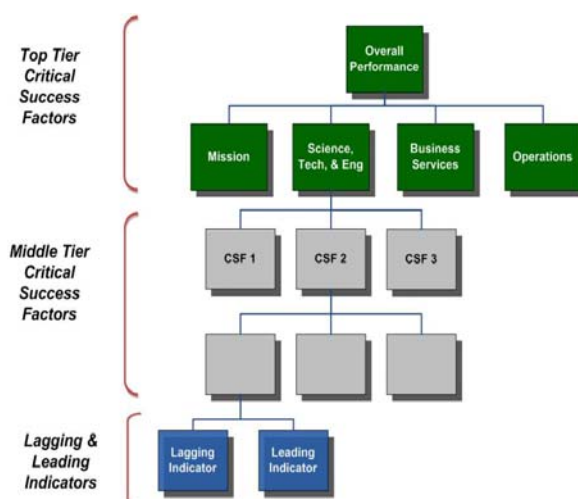 Top Tier
Critical
Success
Factors
Overall
Performance
Mission
Science,
Tech, & Eng
Business
Services
Operations
Middle Tier
Critical
Success
Factors
CSF 1
CSF 2
CSF 3
Lagging &
Leading
Indicators
Lagging
Indicator
Leading
Indicator